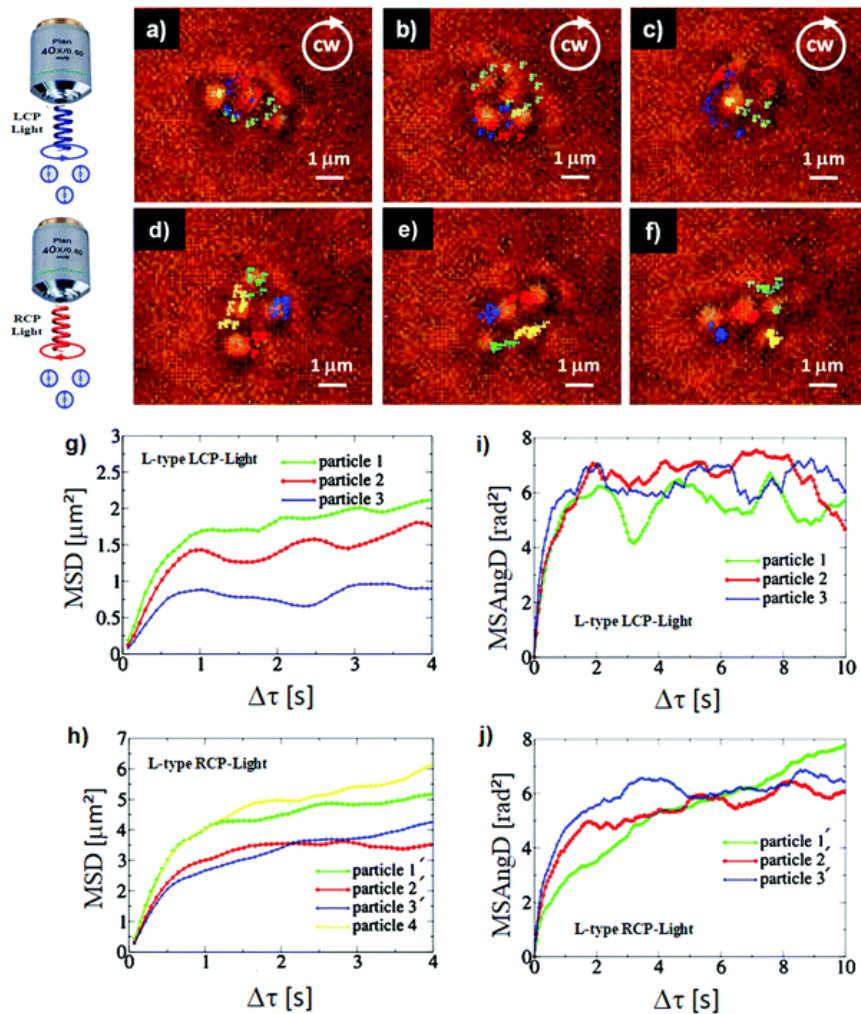 Plan
40X/0.60
LCP
Light
a)
cw
1 μm
b)
cw
1 μm
c)
cw
1 μm
Plan
40X/0.60
RCP
Light
d)
1 μm
e)
1 μm
f)
1 μm
g)
L-type LCP-Light
particle 1
particle 2
particle 3
MSD [μm²]
3
2.5
2
1.5
1
0.5
0
0 1 2 3 4
Δτ [s]
i)
MSAngD [rad²]
8
6
4
2
0
particle 1
particle 2
particle 3
L-type LCP-Light
0 2 4 6 8 10
Δτ [s]
h)
L-type RCP-Light
MSD [μm²]
7
6
5
4
3
2
1
0
particle 1´
particle 2´
particle 3´
particle 4
0 1 2 3 4
Δτ [s]
j)
MSAngD [rad²]
8
6
4
2
0
particle 1´
particle 2´
particle 3´
L-type RCP-Light
0 2 4 6 8 10
Δτ [s]